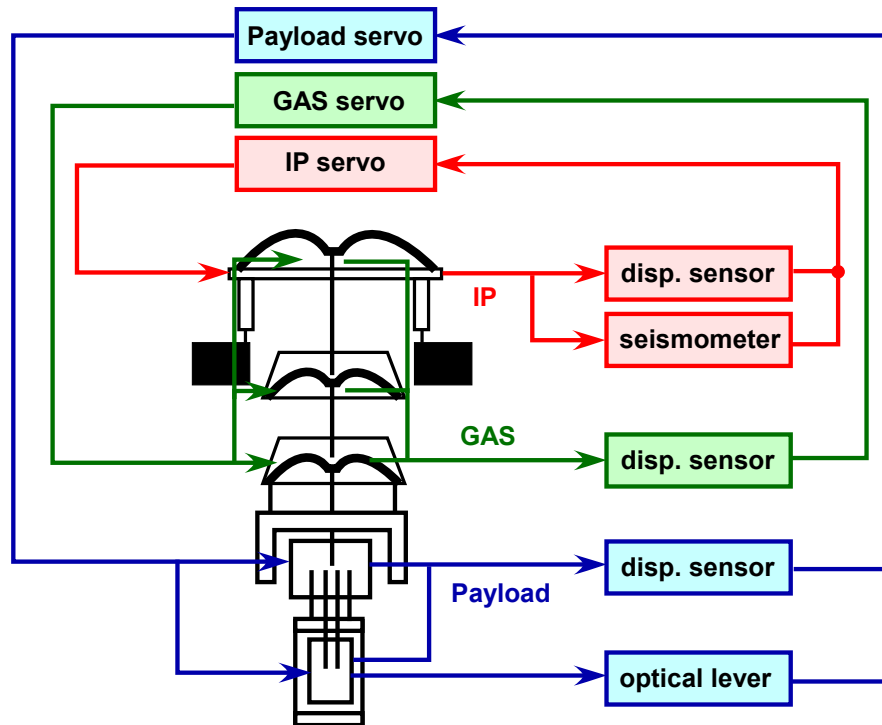 Payload servo
GAS servo
IP servo
disp. sensor
IP
seismometer
GAS
disp. sensor
disp. sensor
Payload
optical lever